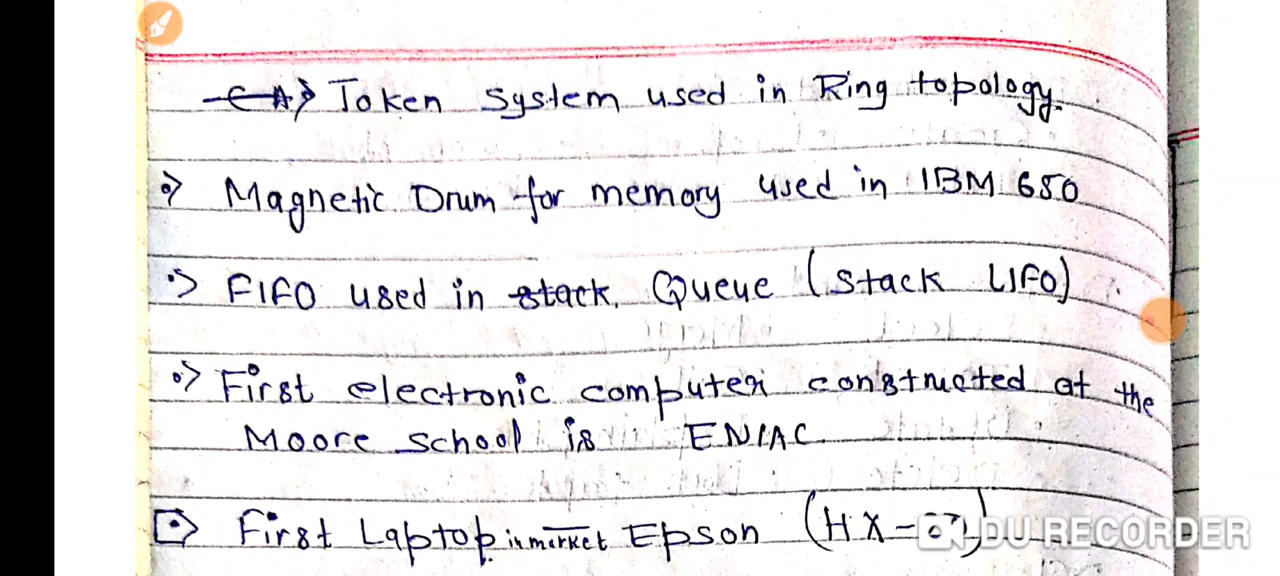 Token System used in Ring topology.
Magnetic Drum for memory used in IBM 650
FIFO used in stack. Queue (Stack LIFO)
First electronic computer constructed at the
Moore school is ENIAC.
First Laptop in market Epson (HX-
DU RECORDER